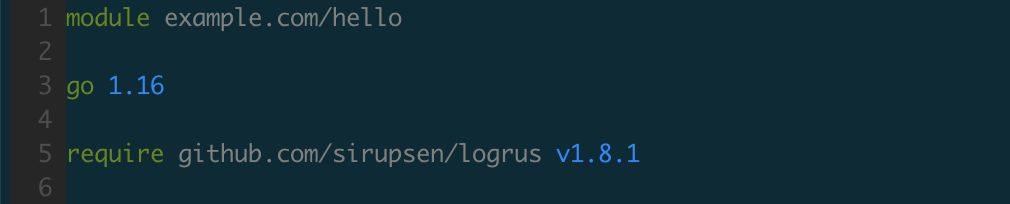 1 module example.com/hello
2
3 go 1.16
4
5 require github.com/sirupsen/logrus v1.8.1
6